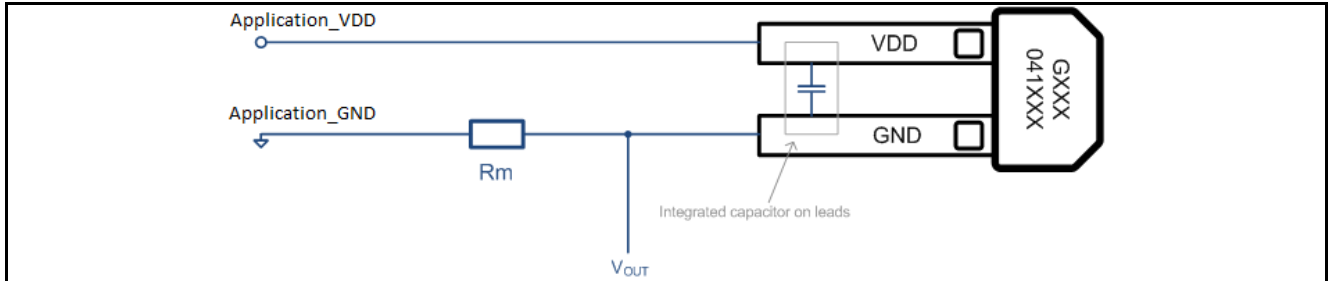 Application_VDD
VDD
Application_GND
GND
GXXX
041XXX
Rm
Integrated capacitor on leads
VOUT